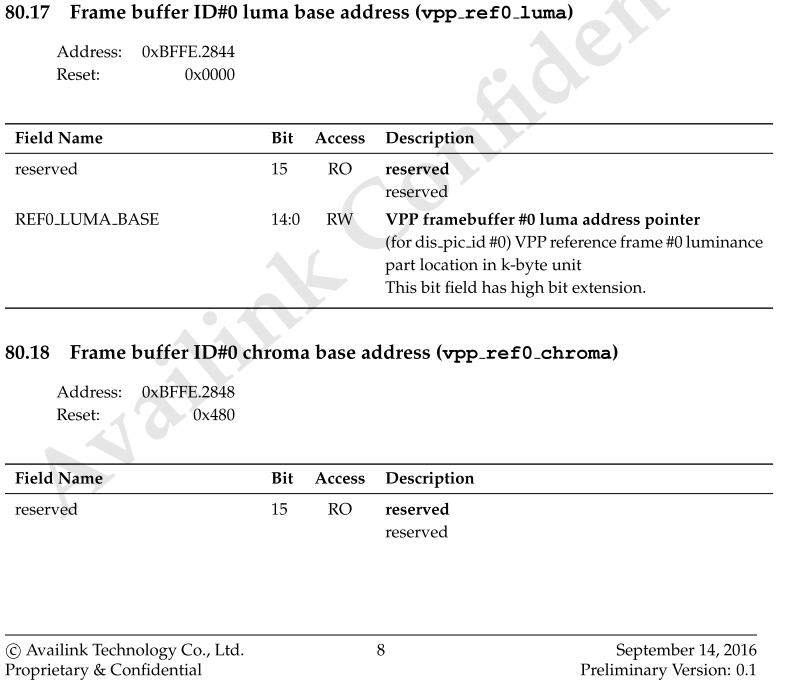 80.17 Frame buffer ID#0 luma base address (vpp_ref0_luma)
Address: 0xBFFE.2844
Reset: 0x0000
Field Name Bit Access Description
reserved 15 RO reserved
reserved
REF0_LUMA_BASE 14:0 RW VPP framebuffer #0 luma address pointer
(for dis_pic_id #0) VPP reference frame #0 luminance
part location in k-byte unit
This bit field has high bit extension.
80.18 Frame buffer ID#0 chroma base address (vpp_ref0_chroma)
Address: 0xBFFE.2848
Reset: 0x480
Field Name Bit Access Description
reserved 15 RO reserved
reserved
© Availink Technology Co., Ltd. 8 September 14, 2016
Proprietary & Confidential Preliminary Version: 0.1
Availink Confiden